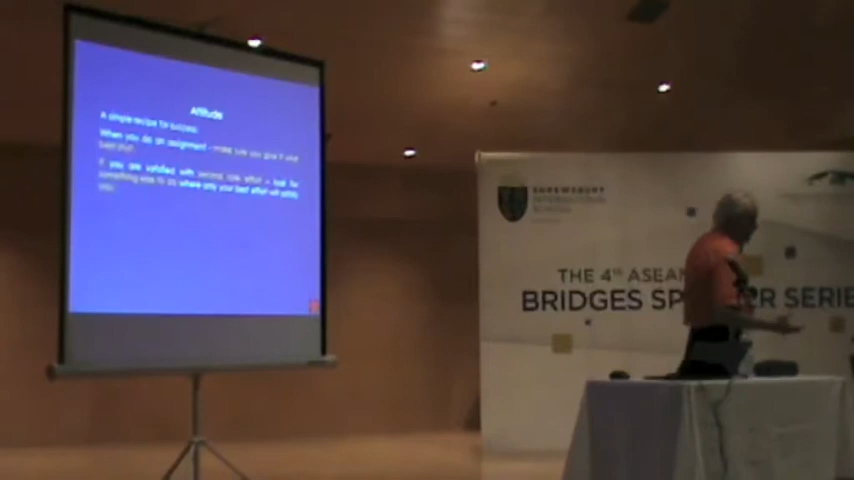 Attitude
A simple recipe for success
When you do an assignment - make sure you give it your
best shot
If you are satisfied with second rate effort - look for
something else to do where only your best effort will satisfy
you
SHREWSBURY
INTERNATIONAL
SCHOOL
THE 4TH ASEAN
BRIDGES SP R SERIE